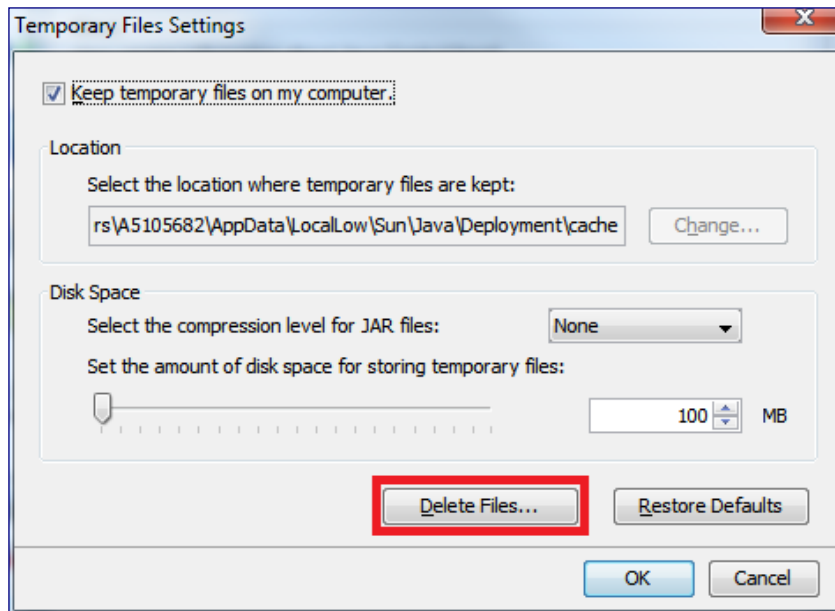 Temporary Files Settings
Keep temporary files on my computer.
Location
Select the location where temporary files are kept:
rs\A5105682\AppData\LocalLow\Sun\Java\Deployment\cache
Change...
Disk Space
Select the compression level for JAR files:
None
Set the amount of disk space for storing temporary files:
100
MB
Delete Files...
Restore Defaults
OK
Cancel